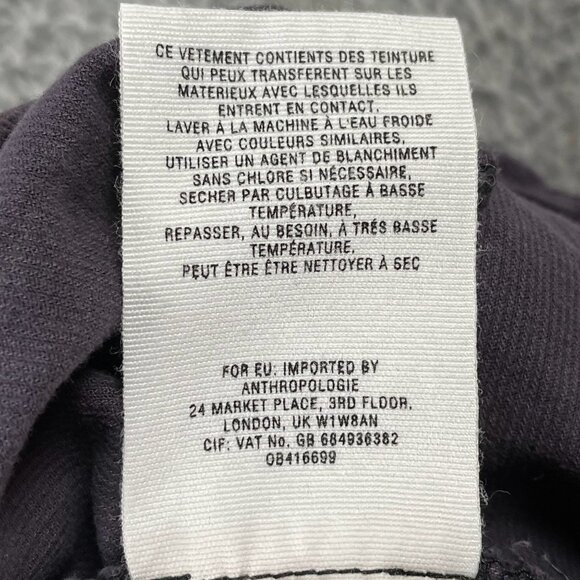 CE VETEMENT CONTIENTS DES TEINTURE
QUI PEUX TRANSFERENT SUR LES
MATERIEUX AVEC LESQUELLES ILS
ENTRENT EN CONTACT.
LAVER À LA MACHINE À L'EAU FROIDE
AVEC COULEURS SIMILAIRES,
UTILISER UN AGENT DE BLANCHIMENT
SANS CHLORE SI NÉCESSAIRE,
SECHER PAR CULBUTAGE À BASSE
TEMPÉRATURE,
REPASSER, AU BESOIN, À TRÉS BASSE
TEMPÉRATURE.
PEUT ÊTRE ÊTRE NETTOYER À SEC
FOR EU: IMPORTED BY
ANTHROPOLOGIE
24 MARKET PLACE, 3RD FLOOR,
LONDON, UK W1W8AN
CIF: VAT No. GB 684936382
OB416699